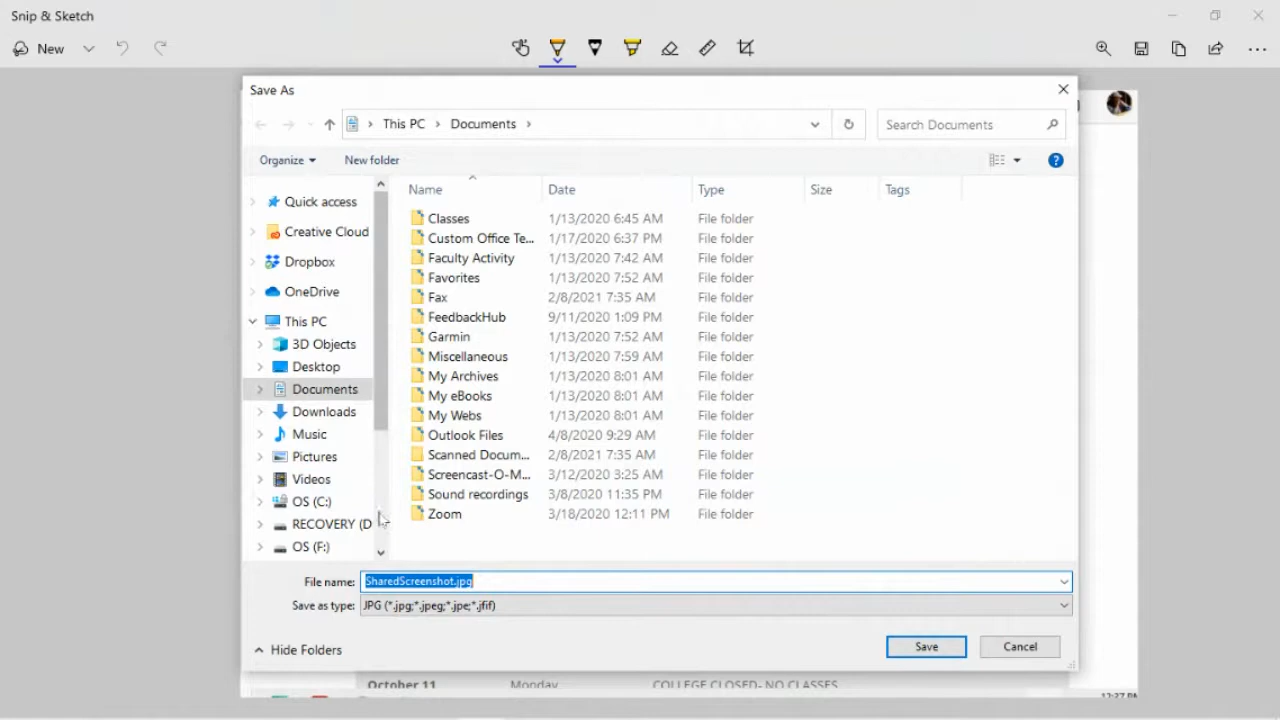 Snip & Sketch
New
Save As
This PC
Documents
Search Documents
Organize
New folder
Name
Date
Type
Size
Tags
Quick access
Creative Cloud
Dropbox
OneDrive
This PC
3D Objects
Desktop
Documents
Downloads
Music
Pictures
Videos
OS (C:)
RECOVERY (D
OS (F:)
Classes 1/13/2020 6:45 AM File folder
Custom Office Te... 1/17/2020 6:37 PM File folder
Faculty Activity 1/13/2020 7:42 AM File folder
Favorites 1/13/2020 7:52 AM File folder
Fax 2/8/2021 7:35 AM File folder
FeedbackHub 9/11/2020 1:09 PM File folder
Garmin 1/13/2020 7:52 AM File folder
Miscellaneous 1/13/2020 7:59 AM File folder
My Archives 1/13/2020 8:01 AM File folder
My eBooks 1/13/2020 8:01 AM File folder
My Webs 1/13/2020 8:01 AM File folder
Outlook Files 4/8/2020 9:29 AM File folder
Scanned Docum... 2/8/2021 7:35 AM File folder
Screencast-O-M... 3/12/2020 3:25 AM File folder
Sound recordings 3/8/2020 11:35 PM File folder
Zoom 3/18/2020 12:11 PM File folder
File name: SharedScreenshot.jpg
Save as type: JPG (*.jpg;*.jpeg;*.jpe;*.jfif)
Hide Folders
Save
Cancel
October 11 Monday COLLEGE CLOSED- NO CLASSES
12:37 PM